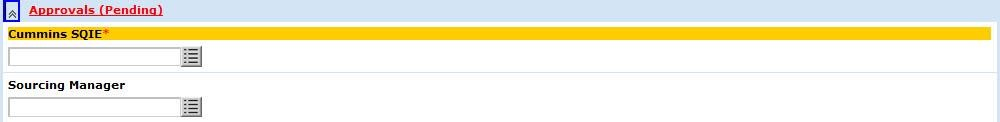 Approvals (Pending)
Cummins SQIE*
Sourcing Manager